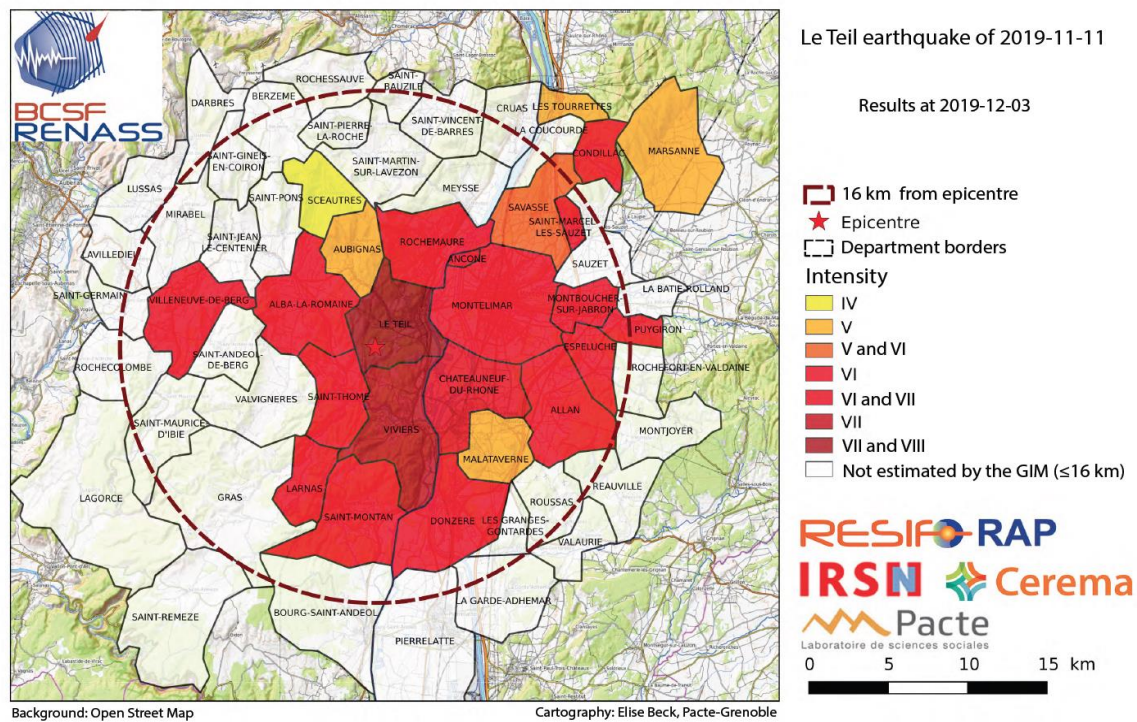 BCSF
RENASS
ROCHESSAUVE
SAINT-
BAUZILE
BERZEME
DARBRES
CRUAS
LES TOURRETTES
SAINT-PIERRE-
LA-ROCHE
SAINT-VINCENT-
DE-BARRES
LA COUCOURDE
CONDILLAC
MARSANNE
SAINT-GINEIS-
EN-COIRON
SAINT-MARTIN-
SUR-LAVEZON
MEYSSE
LUSSAS
SAINT-PONS
SCEAUTRES
MIRABEL
SAVASSE
SAINT-MARCEL-
LES-SAUZET
SAINT-JEAN-
LE-CENTENIER
AUBIGNAS
ROCHEMAURE
LAVILLEDIEU
ANCONE
SAUZET
SAINT-GERMAIN
VILLENEUVE-DE-BERG
ALBA-LA-ROMAINE
MONTELIMAR
MONTBOUCHER-
SUR-JABRON
LA BATIE-ROLLAND
LE TEIL
PUYGIRON
ESPELUCHE
SAINT-ANDEOL-
DE-BERG
ROCHECOLOMBE
ROCHEFORT-EN-VALDAINE
CHATEAUNEUF-
DU-RHONE
VALVIGNERES
SAINT-THOME
ALLAN
SAINT-MAURICE-
D'IBIE
VIVIERS
MONTJOYER
MALATAVERNE
LAGORCE
GRAS
LARNAS
REAUVILLE
ROUSSAS
SAINT-MONTAN
DONZERE
LES GRANGES-
GONTARDES
VALAURIE
SAINT-REMEZE
BOURG-SAINT-ANDEOL
LA GARDE-ADHEMAR
PIERRELATTE
Background: Open Street Map
Cartography: Elise Beck, Pacte-Grenoble
Le Teil earthquake of 2019-11-11
Results at 2019-12-03
16 km from epicentre
Epicentre
Department borders
Intensity
IV
V
V and VI
VI
VI and VII
VII
VII and VIII
Not estimated by the GIM (≤16 km)
RESIF RAP
IRSN
Cerema
Pacte
Laboratoire de sciences sociales
0 5 10 15 km